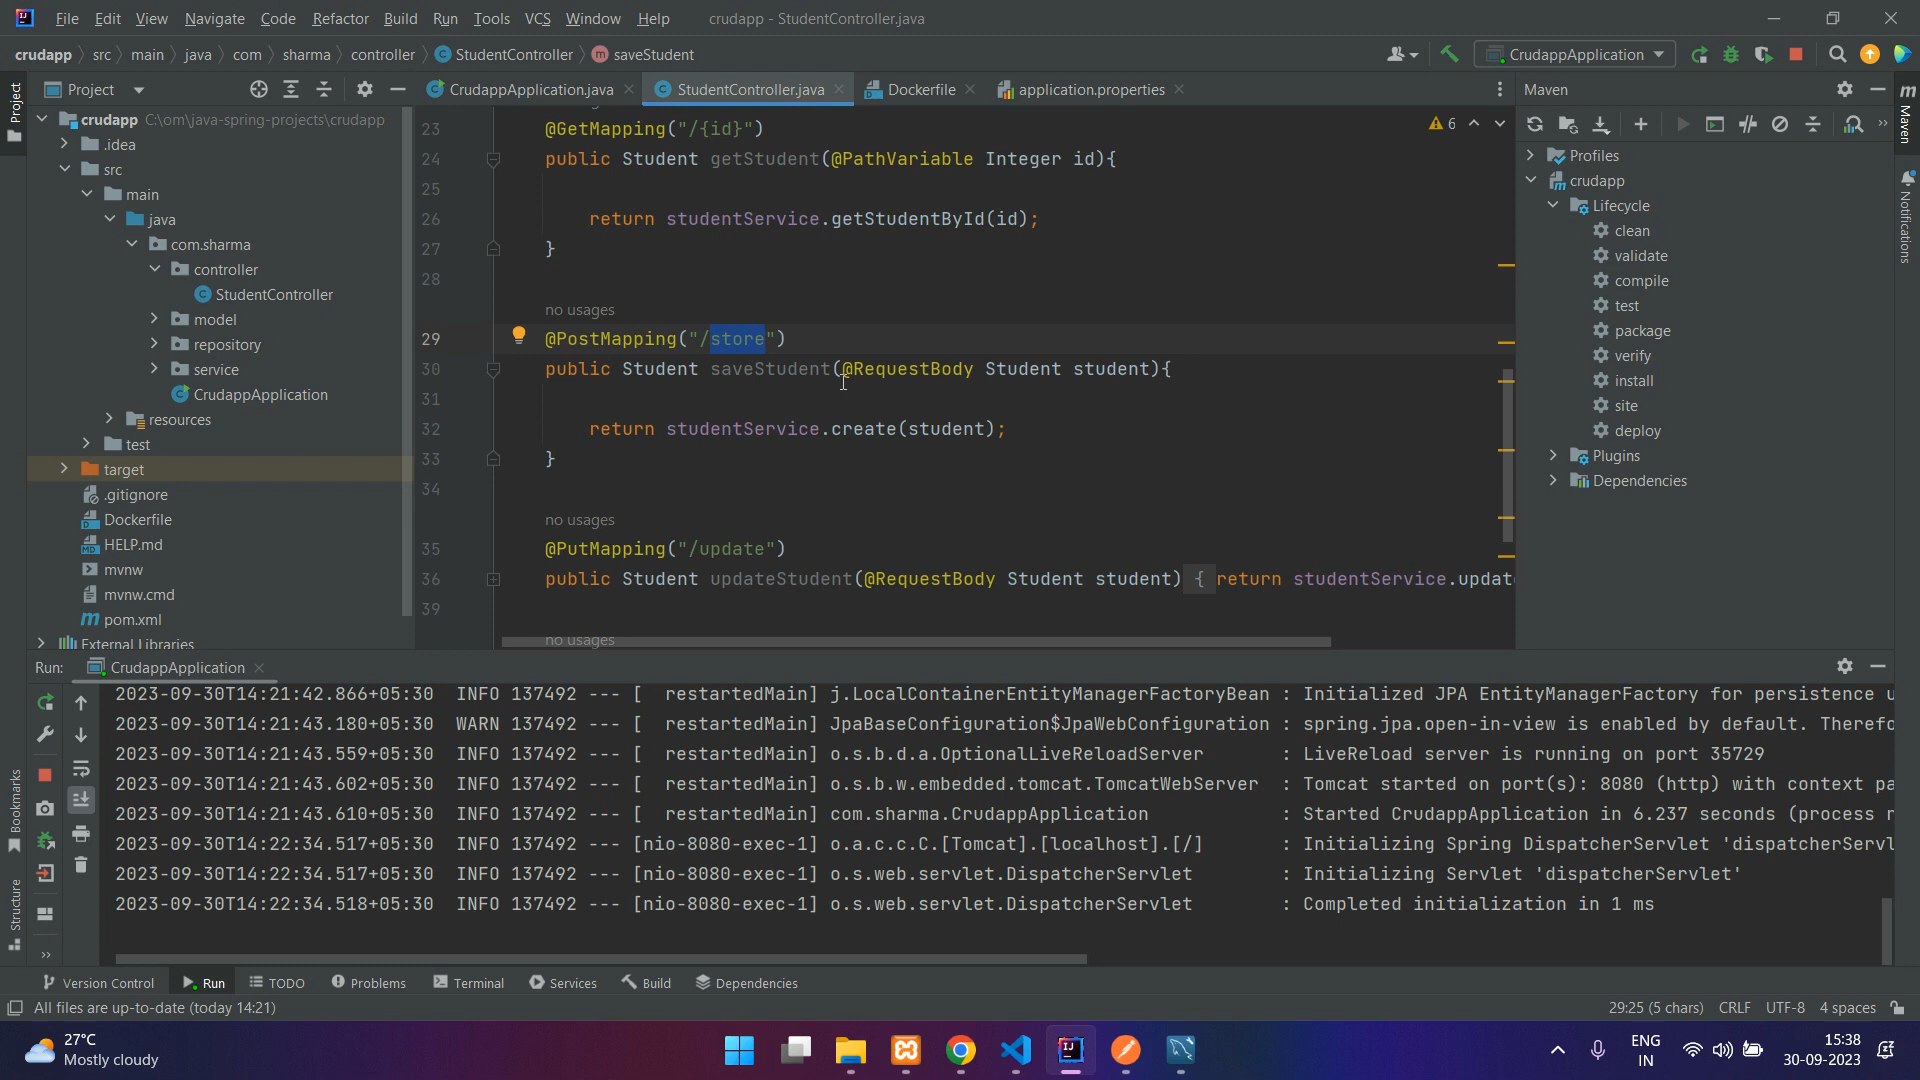 File Edit View Navigate Code Refactor Build Run Tools VCS Window Help crudapp - StudentController.java
crudapp src main java com sharma controller StudentController saveStudent CrudappApplication
Project CrudappApplication.java StudentController.java Dockerfile application.properties Maven
Project
crudapp C:\om\java-spring-projects\crudapp
.idea
src
main
java
com.sharma
controller
StudentController
model
repository
service
CrudappApplication
resources
test
target
.gitignore
Dockerfile
HELP.md
mvnw
mvnw.cmd
pom.xml
External Libraries
6
23 @GetMapping("/{id}")
24 public Student getStudent(@PathVariable Integer id){
25
26 return studentService.getStudentById(id);
27 }
28
no usages
29 @PostMapping("/store")
30 public Student saveStudent(@RequestBody Student student){
31
32 return studentService.create(student);
33 }
34
no usages
35 @PutMapping("/update")
36 public Student updateStudent(@RequestBody Student student) { return studentService.updat
39
no usages
Profiles
crudapp
Lifecycle
clean
validate
compile
test
package
verify
install
site
deploy
Plugins
Dependencies
Maven
Notifications
Run: CrudappApplication
2023-09-30T14:21:42.866+05:30 INFO 137492 --- [ restartedMain] j.LocalContainerEntityManagerFactoryBean : Initialized JPA EntityManagerFactory for persistence u
2023-09-30T14:21:43.180+05:30 WARN 137492 --- [ restartedMain] JpaBaseConfiguration$JpaWebConfiguration : spring.jpa.open-in-view is enabled by default. Therefo
2023-09-30T14:21:43.559+05:30 INFO 137492 --- [ restartedMain] o.s.b.d.a.OptionalLiveReloadServer : LiveReload server is running on port 35729
2023-09-30T14:21:43.602+05:30 INFO 137492 --- [ restartedMain] o.s.b.w.embedded.tomcat.TomcatWebServer : Tomcat started on port(s): 8080 (http) with context pa
2023-09-30T14:21:43.610+05:30 INFO 137492 --- [ restartedMain] com.sharma.CrudappApplication : Started CrudappApplication in 6.237 seconds (process r
2023-09-30T14:22:34.517+05:30 INFO 137492 --- [nio-8080-exec-1] o.a.c.c.C.[Tomcat].[localhost].[/] : Initializing Spring DispatcherServlet 'dispatcherServl
2023-09-30T14:22:34.517+05:30 INFO 137492 --- [nio-8080-exec-1] o.s.web.servlet.DispatcherServlet : Initializing Servlet 'dispatcherServlet'
2023-09-30T14:22:34.518+05:30 INFO 137492 --- [nio-8080-exec-1] o.s.web.servlet.DispatcherServlet : Completed initialization in 1 ms
Bookmarks
Structure
Version Control Run TODO Problems Terminal Services Build Dependencies
All files are up-to-date (today 14:21) 29:25 (5 chars) CRLF UTF-8 4 spaces
27°C
Mostly cloudy
ENG
IN
15:38
30-09-2023